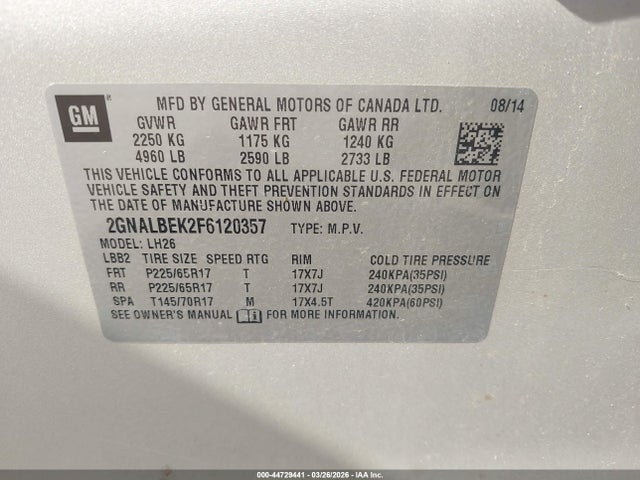 GM
MFD BY GENERAL MOTORS OF CANADA LTD. 08/14
GVWR GAWR FRT GAWR RR
2250 KG 1175 KG 1240 KG
4960 LB 2590 LB 2733 LB
THIS VEHICLE CONFORMS TO ALL APPLICABLE U.S. FEDERAL MOTOR
VEHICLE SAFETY AND THEFT PREVENTION STANDARDS IN EFFECT ON
THE DATE OF MANUFACTURE SHOWN ABOVE.
2GNALBEK2F6120357 TYPE: M.P.V.
MODEL: LH26
LBB2 TIRE SIZE SPEED RTG RIM COLD TIRE PRESSURE
FRT P225/65R17 T 17X7J 240KPA(35PSI)
RR P225/65R17 T 17X7J 240KPA(35PSI)
SPA T145/70R17 M 17X4.5T 420KPA(60PSI)
SEE OWNER'S MANUAL FOR MORE INFORMATION.
000-44729441 - 03/26/2026 - IAA Inc.